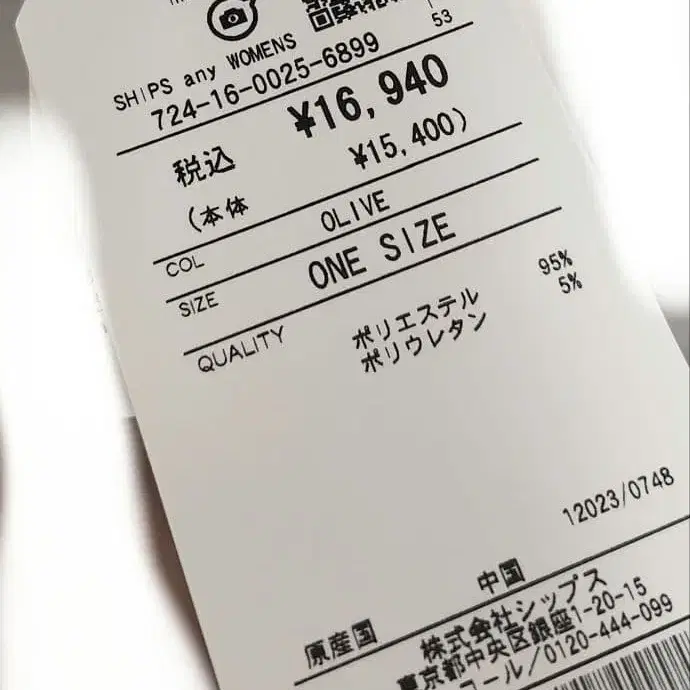 53
SHIPS any WOMENS
724-16-0025-6899
税込 ¥16,940
(本体 ¥15,400)
COL OLIVE
SIZE ONE SIZE
QUALITY ポリエステル 95%
ポリウレタン 5%
12023/0748
原産国 中国
株式会社シップス
東京都中央区銀座1-20-15
コール/0120-444-099